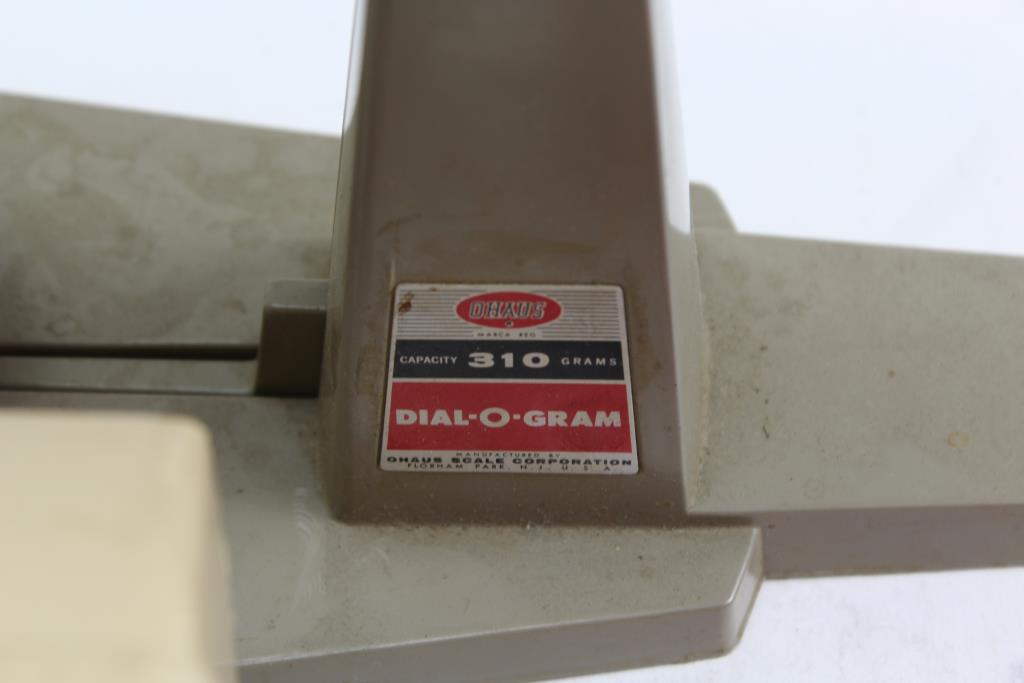 OHAUS
MARCA REG
CAPACITY 310 GRAMS
DIAL-O-GRAM
MANUFACTURED BY
OHAUS SCALE CORPORATION
FLORHAM PARK, N.J., U.S.A.